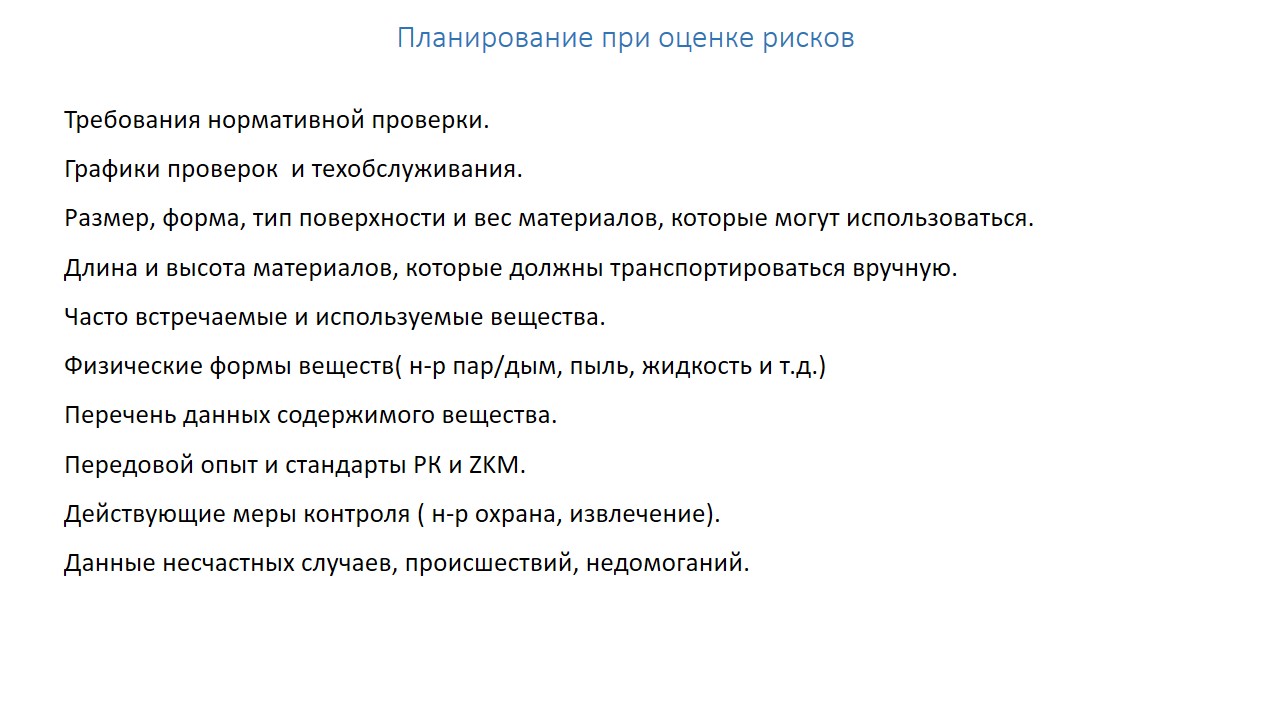 Планирование при оценке рисков
Требования нормативной проверки.
Графики проверок  и техобслуживания.
Размер, форма, тип поверхности и вес материалов, которые могут использоваться.
Длина и высота материалов, которые должны транспортироваться вручную.
Часто встречаемые и используемые вещества.
Физические формы веществ( н-р пар/дым, пыль, жидкость и т.д.)
Перечень данных содержимого вещества.
Передовой опыт и стандарты РК и ZKM.
Действующие меры контроля ( н-р охрана, извлечение).
Данные несчастных случаев, происшествий, недомоганий.